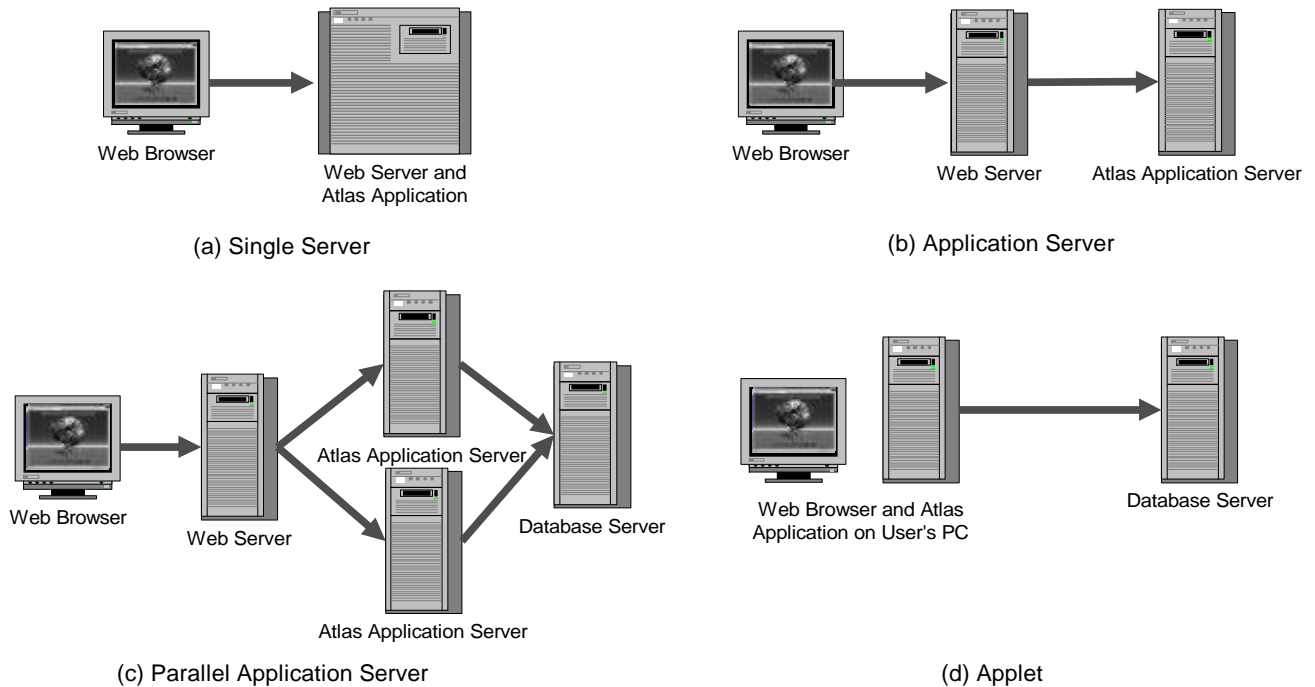 Web Browser
Web Server and
Atlas Application
(a) Single Server
Web Browser
Web Server
Atlas Application Server
(b) Application Server
Web Browser
Web Server
Atlas Application Server
Atlas Application Server
Database Server
(c) Parallel Application Server
Web Browser and Atlas
Application on User's PC
Database Server
(d) Applet